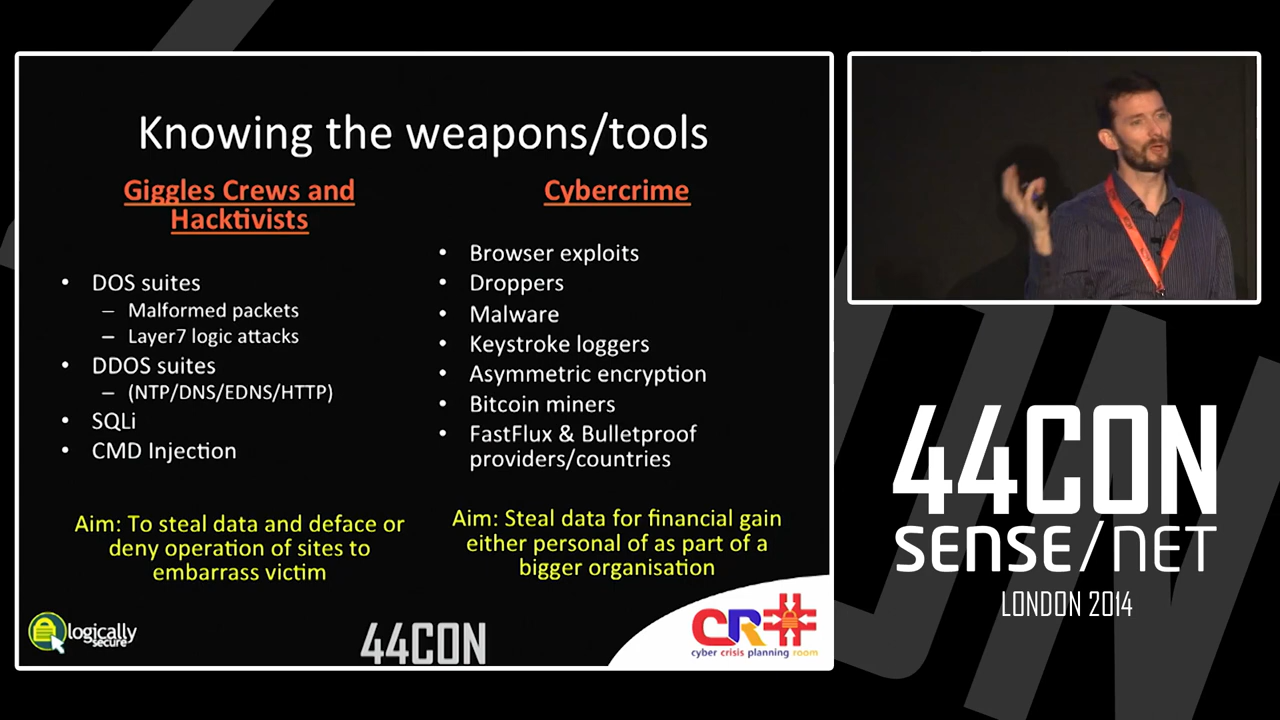 Knowing the weapons/tools
Giggles Crews and
Hacktivists
• DOS suites
– Malformed packets
– Layer7 logic attacks
• DDOS suites
– (NTP/DNS/EDNS/HTTP)
• SQLi
• CMD Injection
Aim: To steal data and deface or
deny operation of sites to
embarrass victim
Cybercrime
• Browser exploits
• Droppers
• Malware
• Keystroke loggers
• Asymmetric encryption
• Bitcoin miners
• FastFlux & Bulletproof
providers/countries
Aim: Steal data for financial gain
either personal of as part of a
bigger organisation
logically
secure
44CON
CR
cyber crisis planning room
44CON
SENSE/NET
LONDON 2014